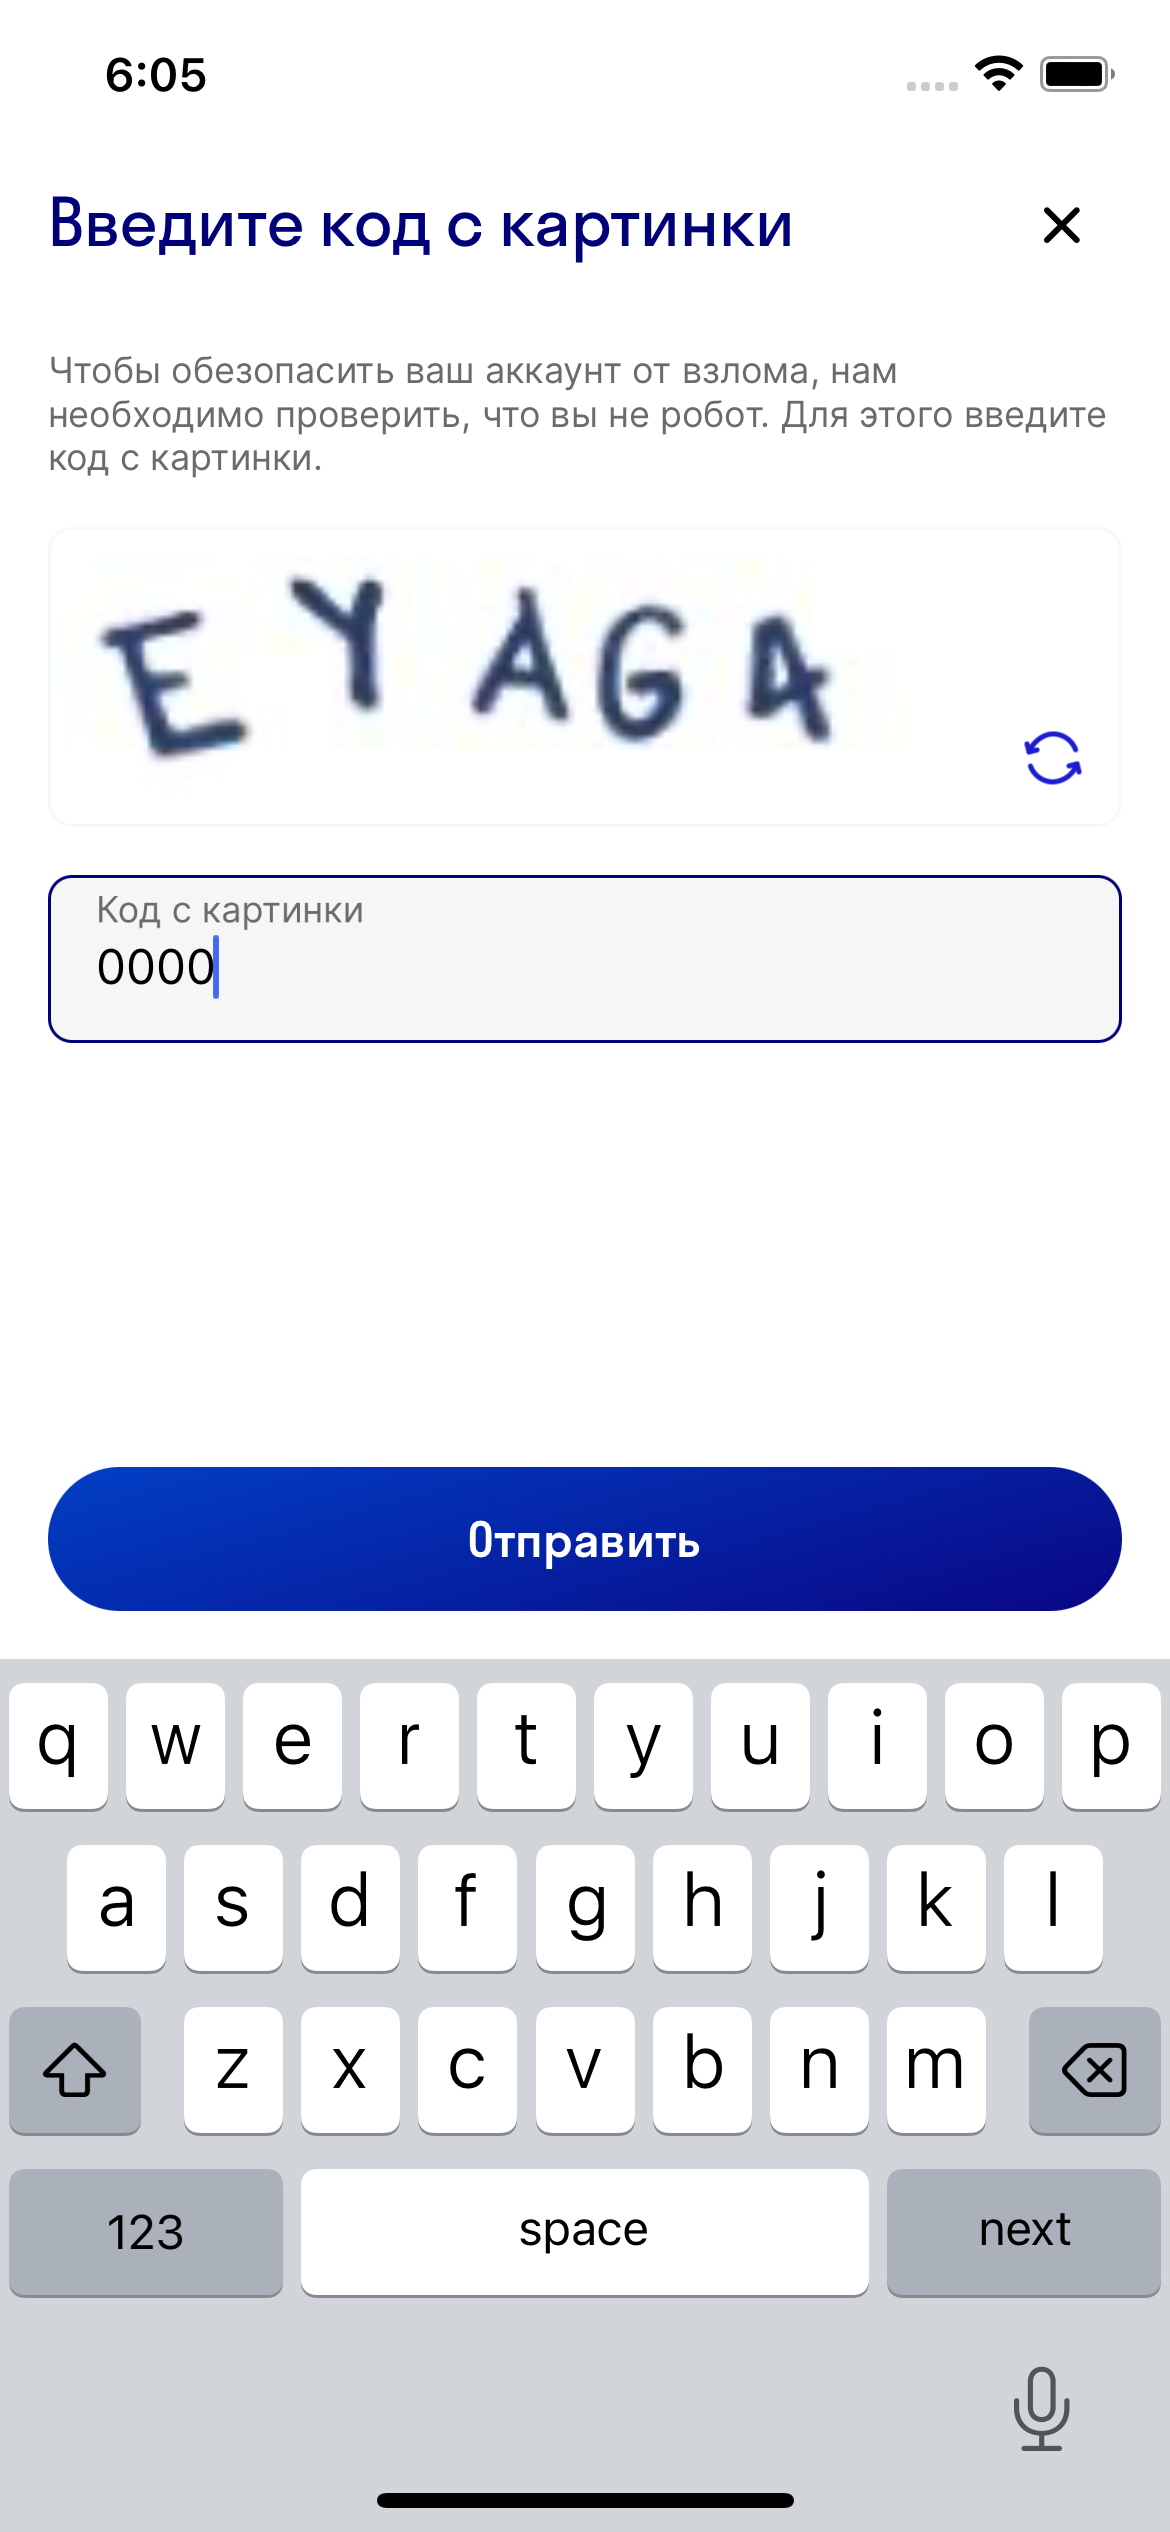 6:05
Введите код с картинки
Чтобы обезопасить ваш аккаунт от взлома, нам
необходимо проверить, что вы не робот. Для этого введите
код с картинки.
EYAGA
Код с картинки
0000
Отправить
q w e r t y u i o p
a s d f g h j k l
z x c v b n m
123 space next